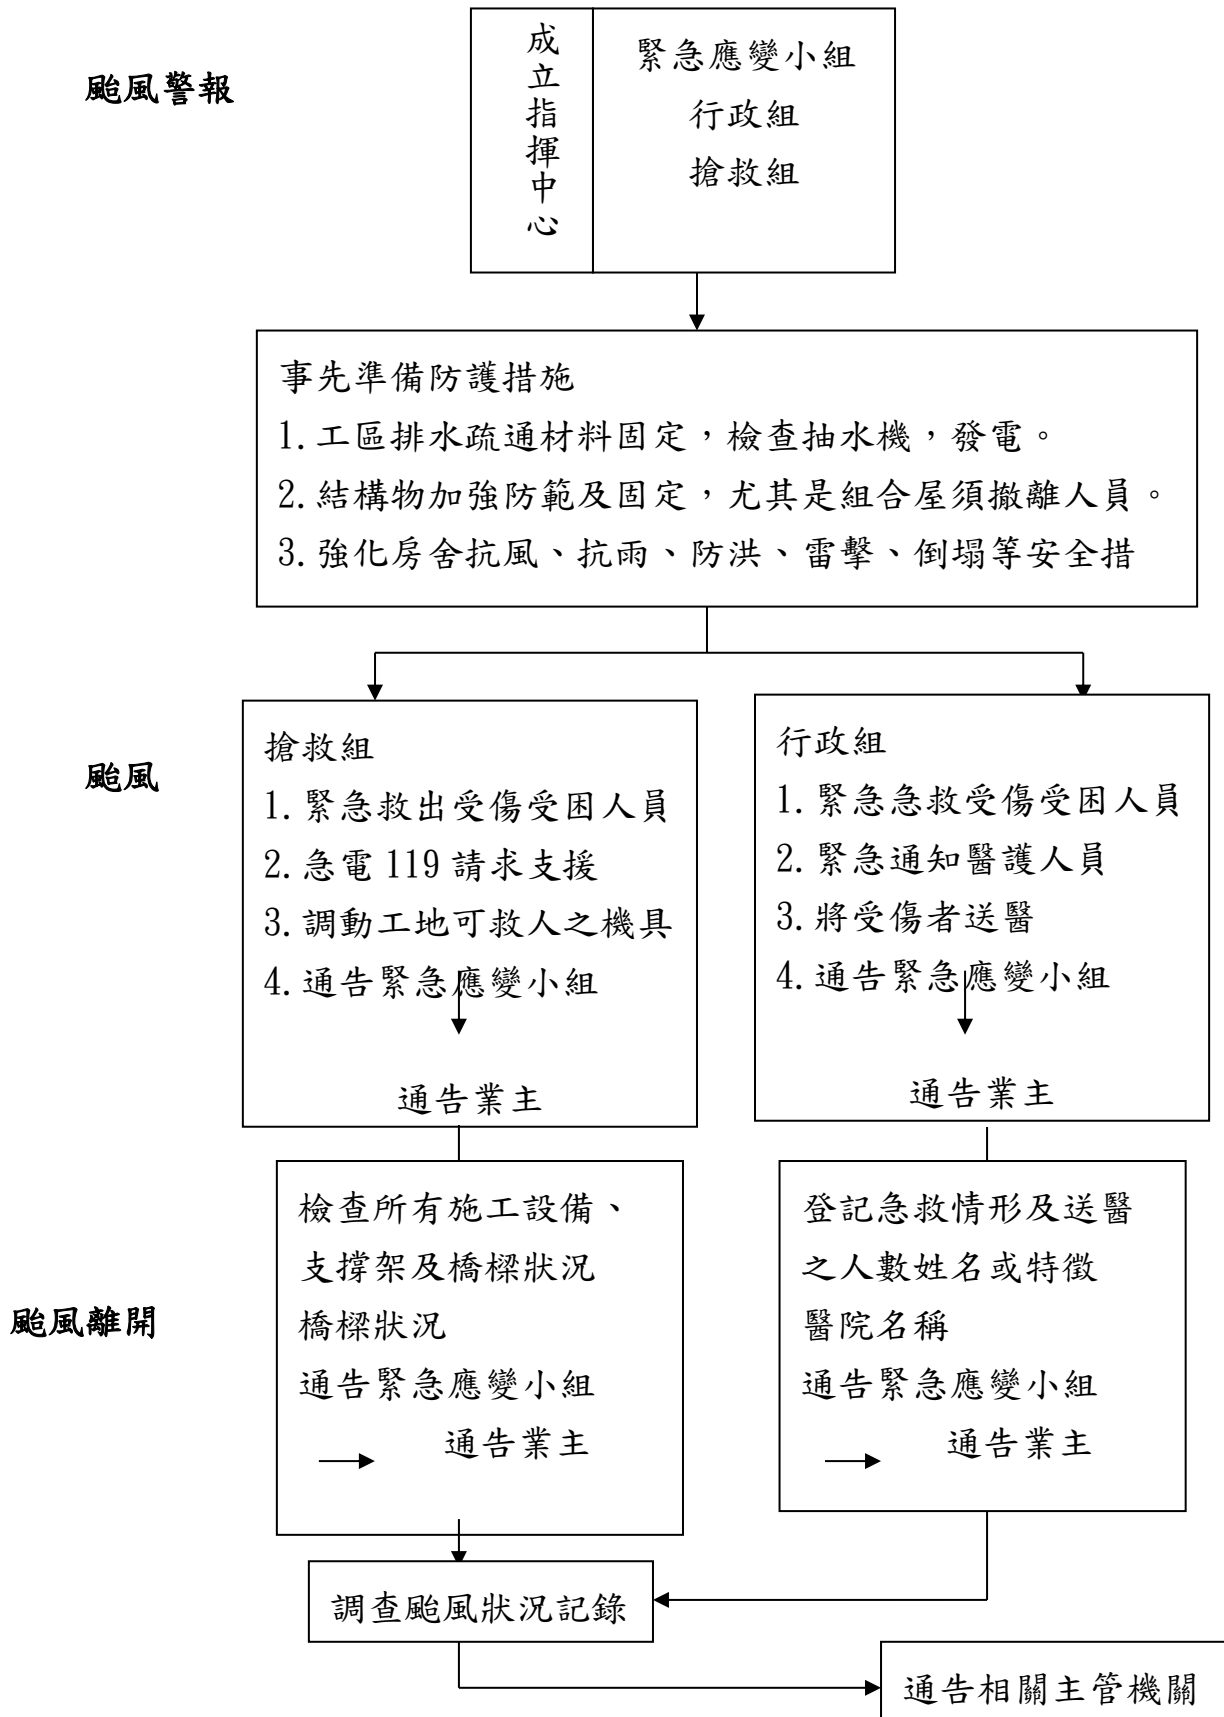 颱風警報
成立指揮中心
緊急應變小組
行政組
搶救組
事先準備防護措施
1.工區排水疏通材料固定，檢查抽水機，發電。
2.結構物加強防範及固定，尤其是組合屋須撤離人員。
3.強化房舍抗風、抗雨、防洪、雷擊、倒塌等安全措
颱風
搶救組
1.緊急救出受傷受困人員
2.急電 119 請求支援
3.調動工地可救人之機具
4.通告緊急應變小組
通告業主
行政組
1.緊急急救受傷受困人員
2.緊急通知醫護人員
3.將受傷者送醫
4.通告緊急應變小組
通告業主
颱風離開
檢查所有施工設備、
支撐架及橋樑狀況
橋樑狀況
通告緊急應變小組
通告業主
登記急救情形及送醫
之人數姓名或特徵
醫院名稱
通告緊急應變小組
通告業主
調查颱風狀況記錄
通告相關主管機關